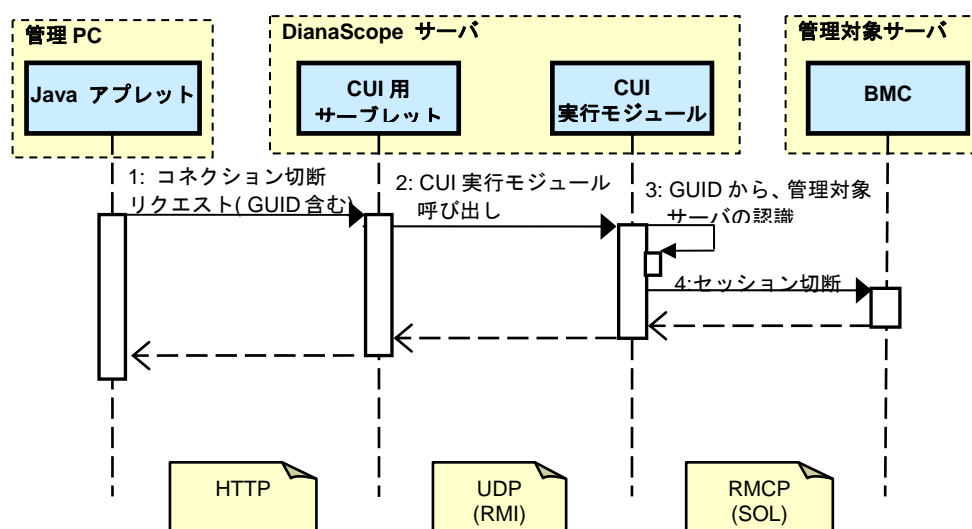 管理 PC
DianaScope サーバ
管理対象サーバ
Java アプレット
CUI 用
サーブレット
CUI
実行モジュール
BMC
1: コネクション切断
リクエスト( GUID 含む)
2: CUI 実行モジュール
呼び出し
3: GUID から、管理対象
サーバの認識
4:セッション切断
HTTP
UDP
(RMI)
RMCP
(SOL)